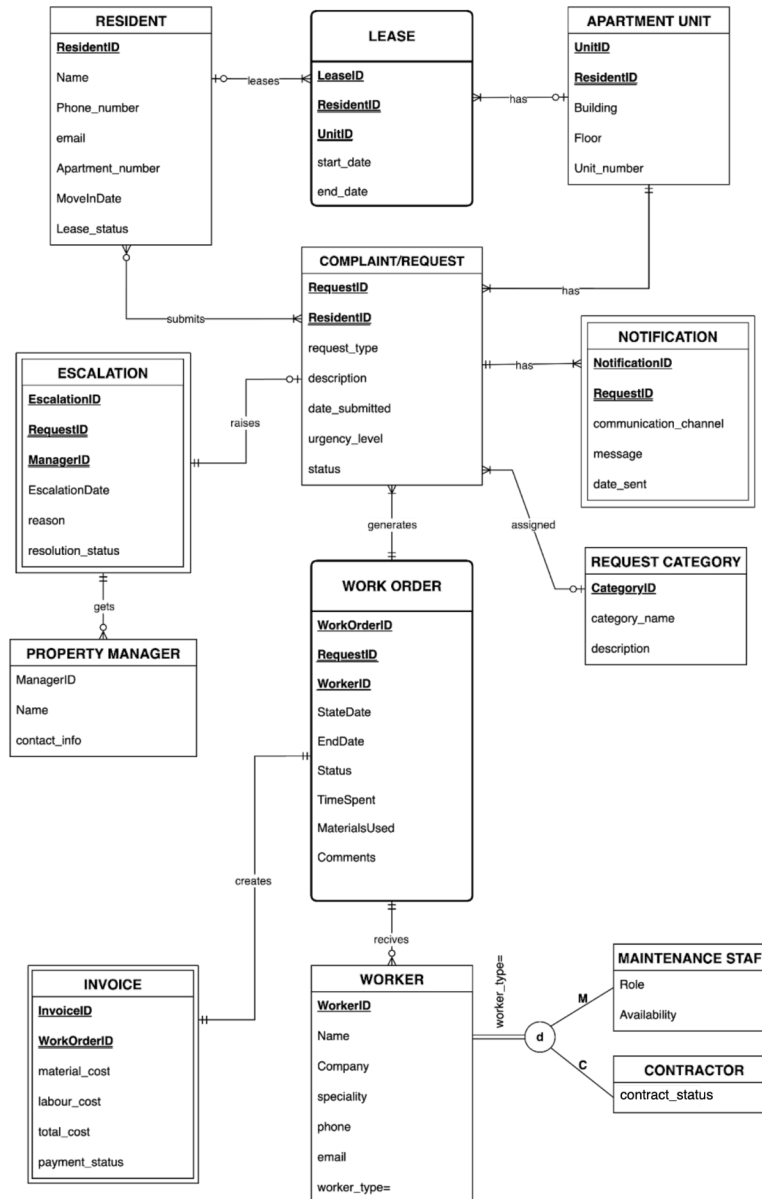 RESIDENT
ResidentID
Name
Phone_number
email
Apartment_number
MoveInDate
Lease_status
leases
LEASE
LeaseID
ResidentID
UnitID
start_date
end_date
has
APARTMENT UNIT
UnitID
ResidentID
Building
Floor
Unit_number
has
submits
COMPLAINT/REQUEST
RequestID
ResidentID
request_type
description
date_submitted
urgency_level
status
has
NOTIFICATION
NotificationID
RequestID
communication_channel
message
date_sent
ESCALATION
EscalationID
RequestID
ManagerID
EscalationDate
reason
resolution_status
raises
gets
PROPERTY MANAGER
ManagerID
Name
contact_info
generates
assigned
REQUEST CATEGORY
CategoryID
category_name
description
WORK ORDER
WorkOrderID
RequestID
WorkerID
StateDate
EndDate
Status
TimeSpent
MaterialsUsed
Comments
creates
recives
INVOICE
InvoiceID
WorkOrderID
material_cost
labour_cost
total_cost
payment_status
WORKER
WorkerID
Name
Company
speciality
phone
email
worker_type=
worker_type=
d
M
C
MAINTENANCE STAF
Role
Availability
CONTRACTOR
contract_status